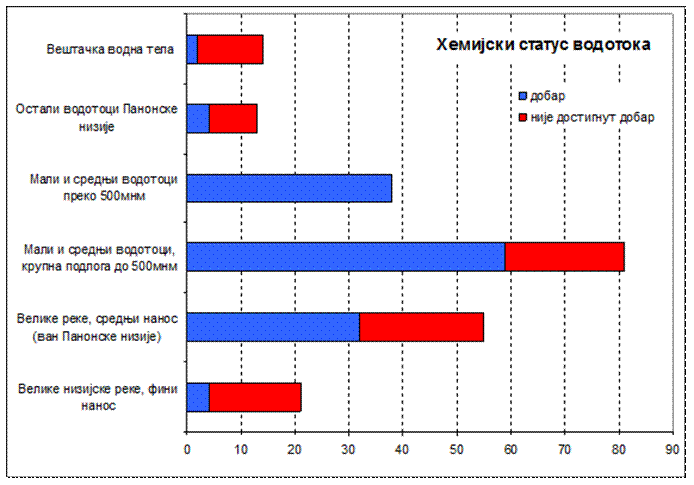 Хемијски статус водотока
добар
није достигнут добар
Вештачка водна тела
Остали водотоци Панонске
низије
Мали и средњи водотоци
преко 500мнм
Мали и средњи водотоци,
крупна подлога до 500мнм
Велике реке, средњи нанос
(ван Панонске низије)
Велике низијске реке, фини
нанос
0 10 20 30 40 50 60 70 80 90